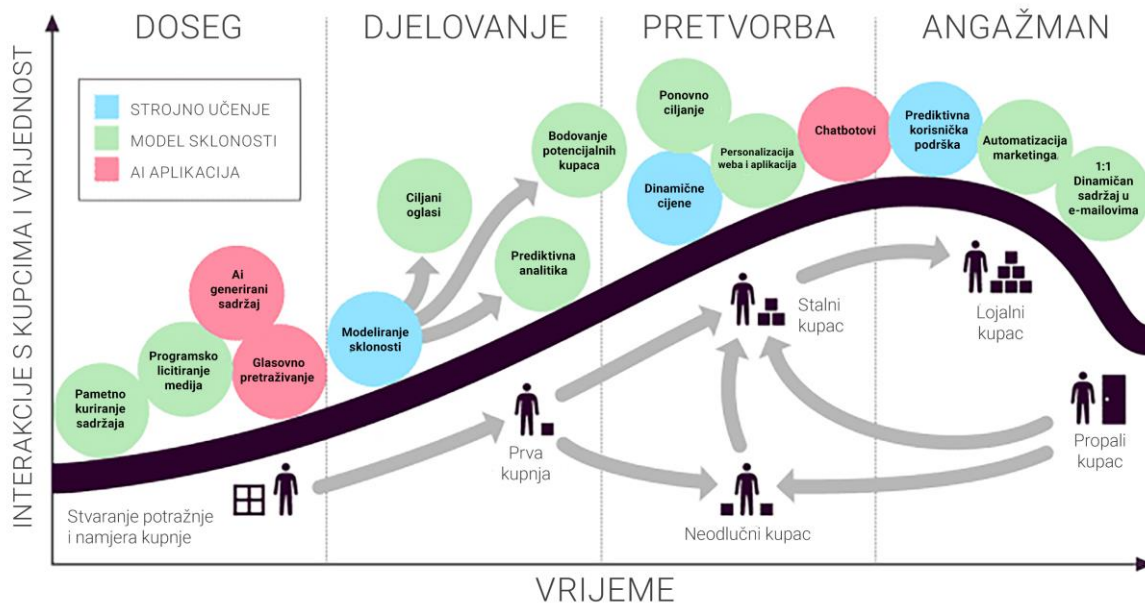 DOSEG
DJELOVANJE
PRETVORBA
ANGAŽMAN
INTERAKCIJE S KUPCIMA I VRIJEDNOST
STROJNO UČENJE
MODEL SKLONOSTI
AI APLIKACIJA
Pametno
kuriranje
sadržaja
Programsko
licitiranje
medija
Ai
generirani
sadržaj
Glasovno
pretraživanje
Modeliranje
sklonosti
Ciljani
oglasi
Bodovanje
potencijalnih
kupaca
Prediktivna
analitika
Ponovno
ciljanje
Dinamične
cijene
Personalizacija
weba i aplikacija
Chatbotovi
Prediktivna
korisnička
podrška
Automatizacija
marketinga.
1:1
Dinamičan
sadržaj u
e-mailovima
Stvaranje potražnje
i namjera kupnje
Prva
kupnja
Neodlučni kupac
Stalni
kupac
Lojalni
kupac
Propali
kupac
VRIJEME